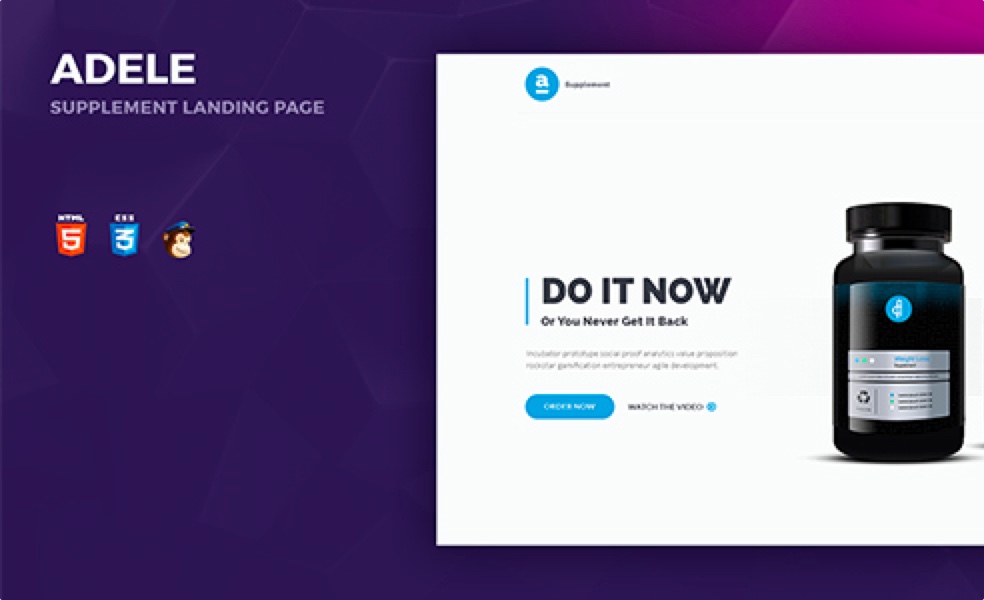 ADELE
SUPPLEMENT LANDING PAGE
HTML
5
CSS
3
a
Supplement
DO IT NOW
Or You Never Get It Back
Incubator prototype social proof analytics value proposition
rockstar gamification entrepreneur agile development.
ORDER NOW
WATCH THE VIDEO
Weight Loss
Supplement